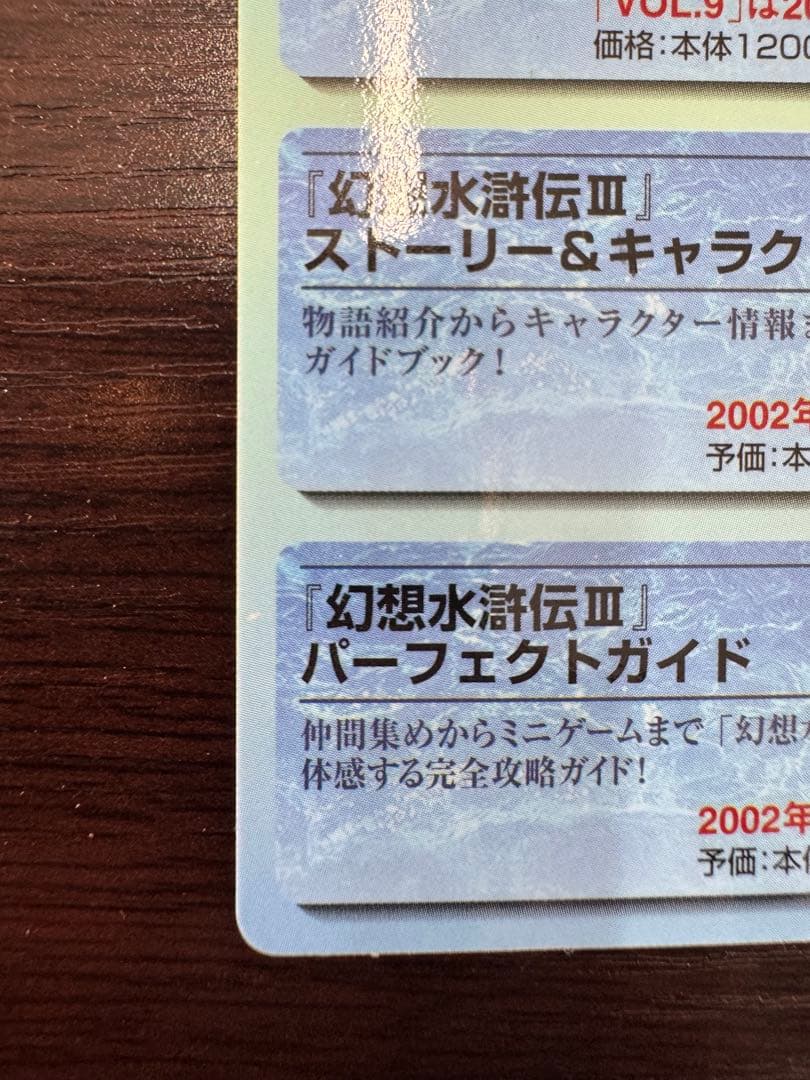 「VOL.9」は20
価格：本体1200
『幻想水滸伝Ⅲ』
ストーリー＆キャラク
物語紹介からキャラクター情報ま
ガイドブック！
2002年
予価：本
『幻想水滸伝Ⅲ』
パーフェクトガイド
仲間集めからミニゲームまで「幻想水
体感する完全攻略ガイド！
2002年
予価：本体